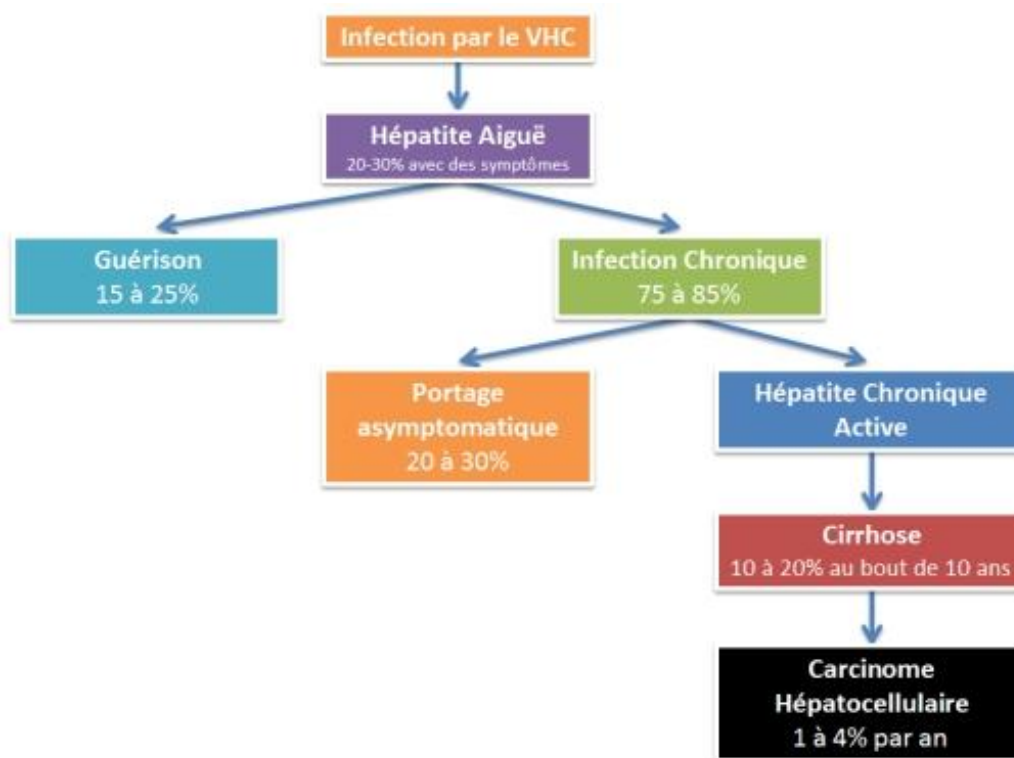 Infection par le VHC
Hépatite Aiguë
20-30% avec des symptômes
Guérison
15 à 25%
Infection Chronique
75 à 85%
Portage
asymptomatique
20 à 30%
Hépatite Chronique
Active
Cirrhose
10 à 20% au bout de 10 ans
Carcinome
Hépatocellulaire
1 à 4% par an